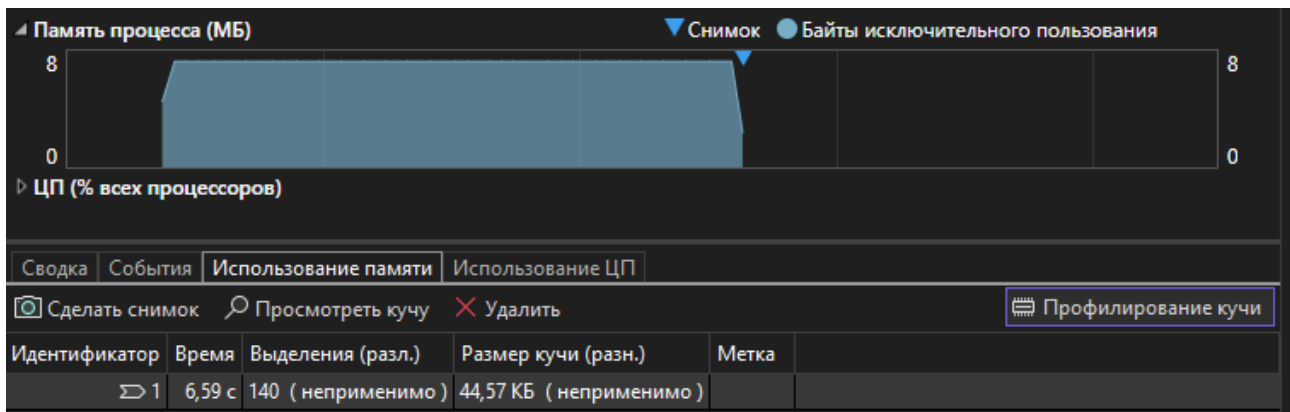 Память процесса (МБ) Снимок Байты исключительного пользования
8 8
0 0
ЦП (% всех процессоров)
Сводка События Использование памяти Использование ЦП
Сделать снимок Просмотреть кучу Удалить Профилирование кучи
Идентификатор Время Выделения (разл.) Размер кучи (разн.) Метка
1 6,59 с 140 ( неприменимо ) 44,57 КБ ( неприменимо )